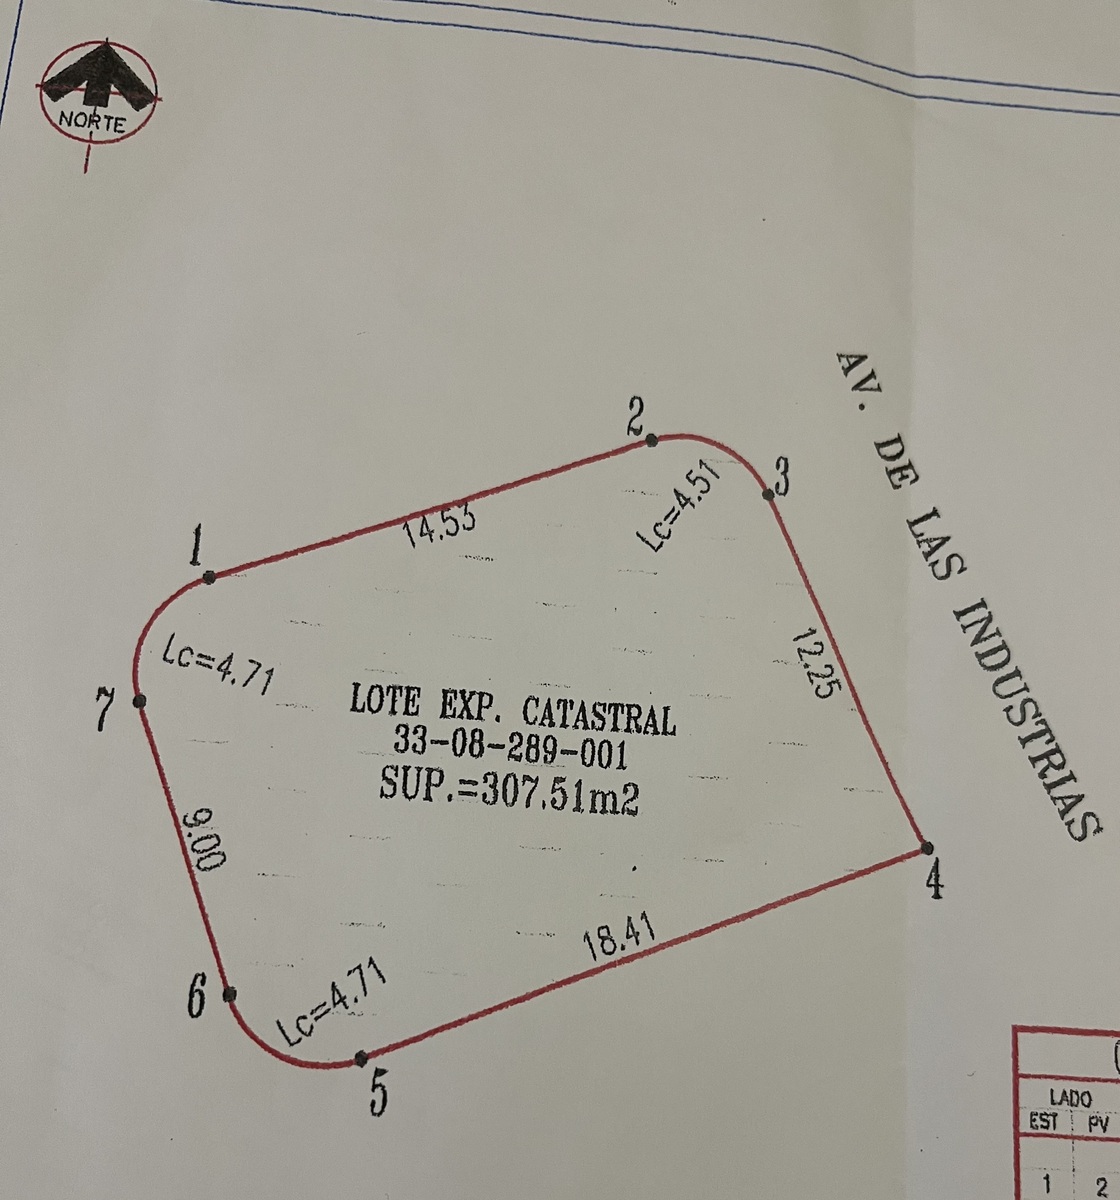 NORTE
AV. DE LAS INDUSTRIAS
2
3
1
14.53
Lc=4.51
Lc=4.71
12.25
7
LOTE EXP. CATASTRAL
33-08-289-001
SUP.=307.51m2
9.00
4
18.41
6
Lc=4.71
5
LADO
EST PV
1 2